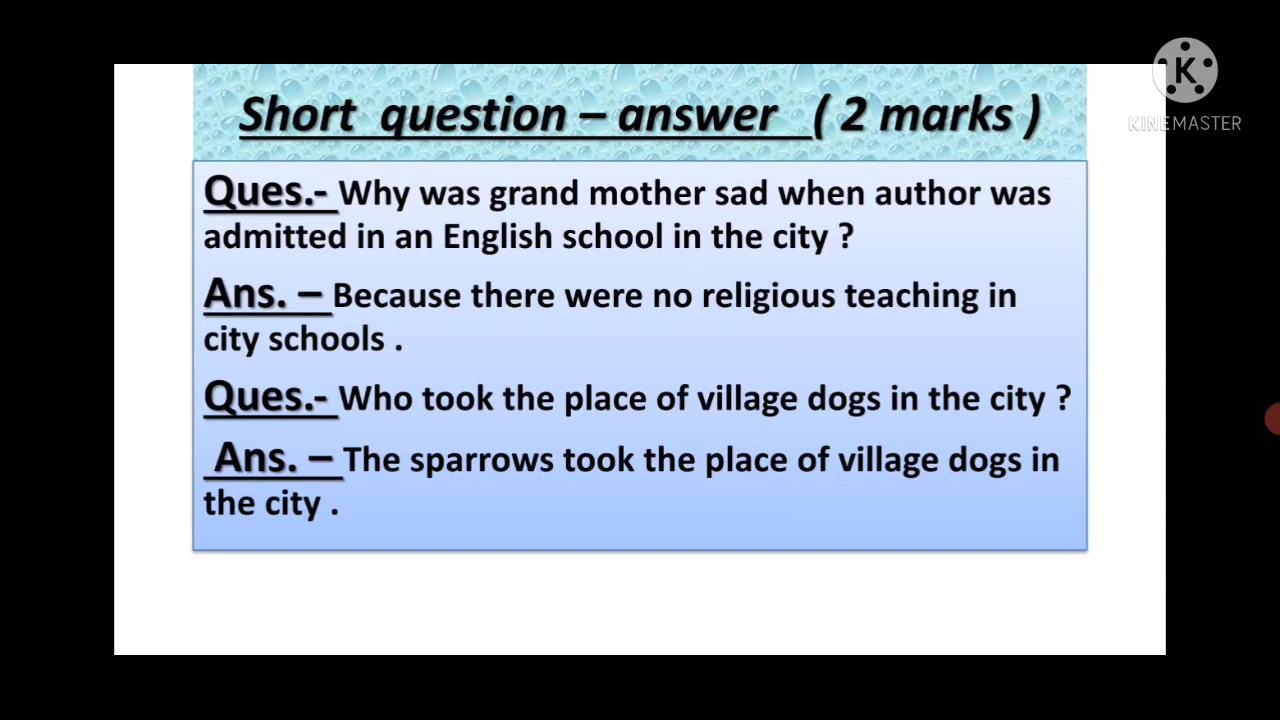 Short question – answer ( 2 marks )
Ques.- Why was grand mother sad when author was
admitted in an English school in the city ?
Ans. – Because there were no religious teaching in
city schools .
Ques.- Who took the place of village dogs in the city ?
Ans. – The sparrows took the place of village dogs in
the city .
K
KINEMASTER